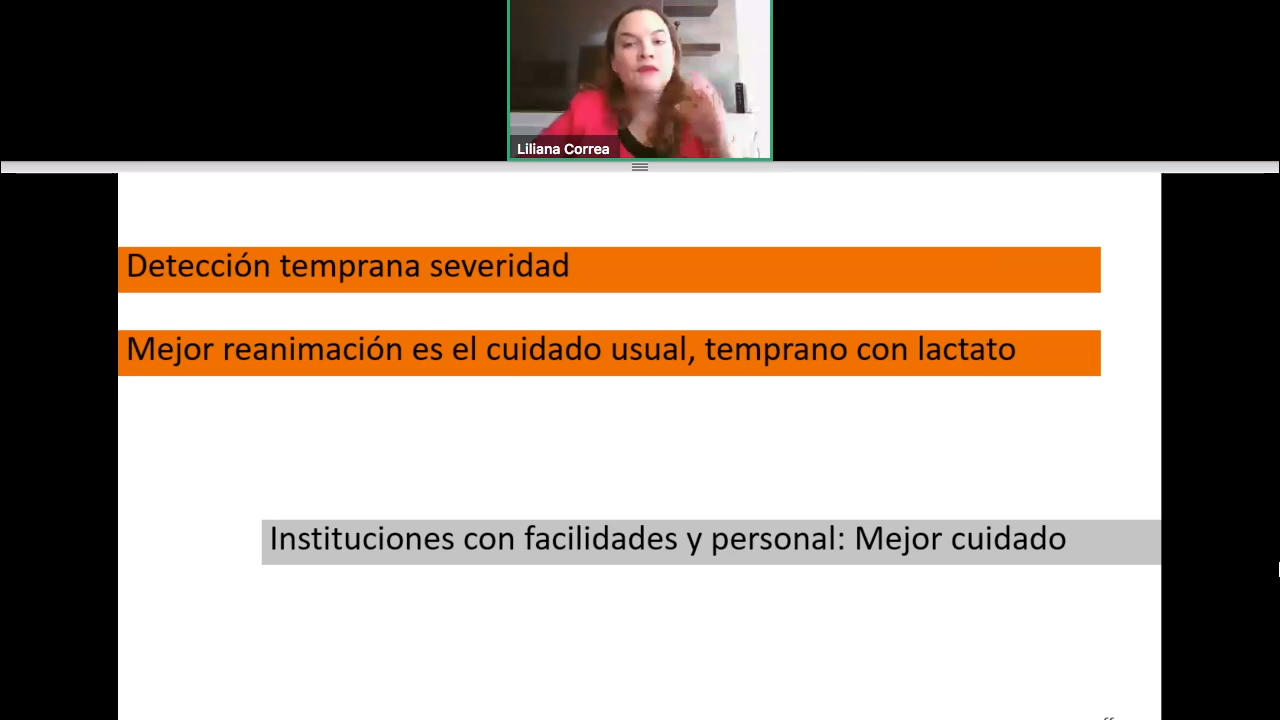 Liliana Correa
Detección temprana severidad
Mejor reanimación es el cuidado usual, temprano con lactato
Instituciones con facilidades y personal: Mejor cuidado